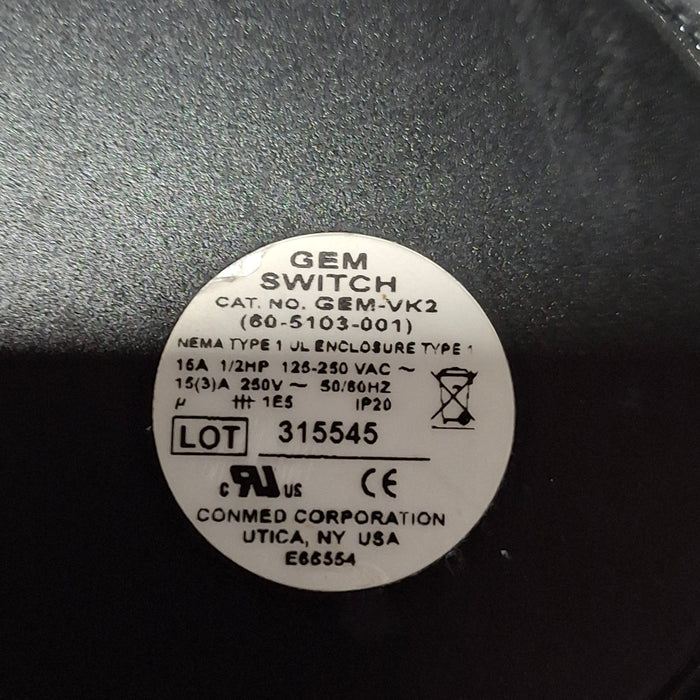 GEM
SWITCH
CAT. NO. GEM-VK2
(60-5103-001)
NEMA TYPE 1 UL ENCLOSURE TYPE 1
16A 1/2HP 125-250 VAC ~
15(3)A 250V ~ 50/60HZ
µ 1E5 IP20
LOT 315545
c RU US CE
CONMED CORPORATION
UTICA, NY USA
E66554